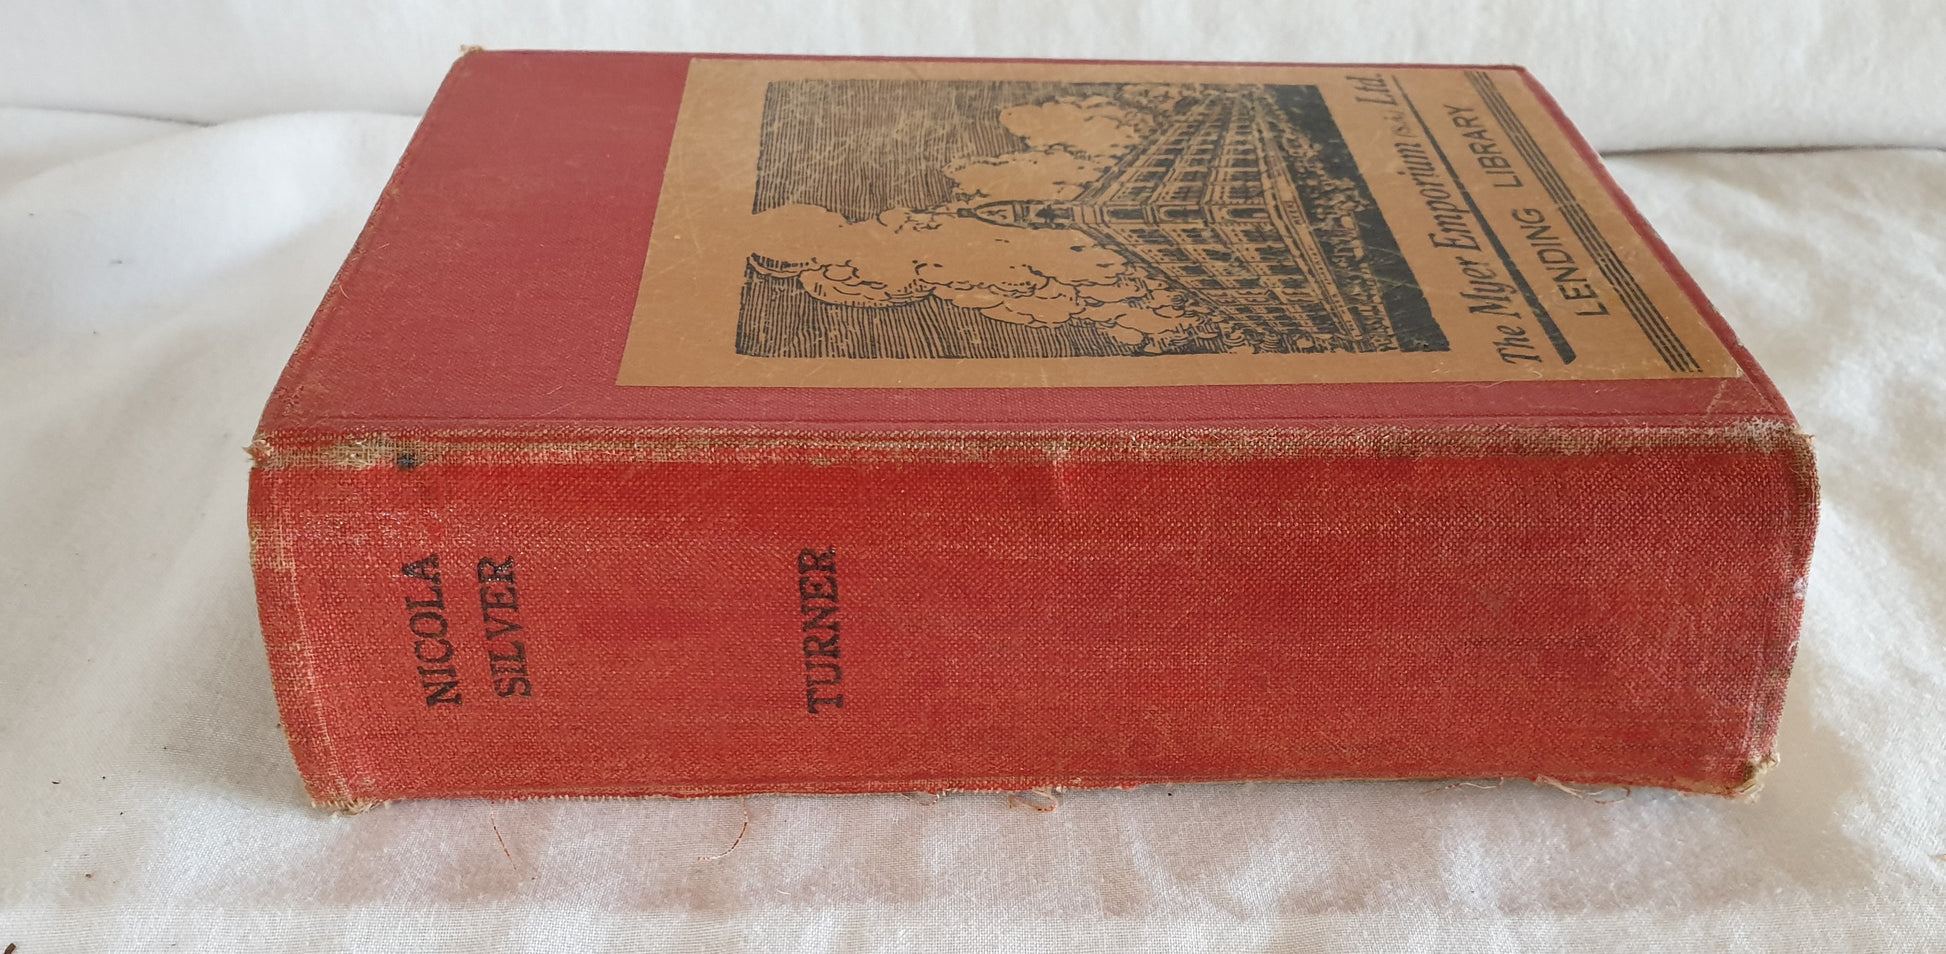 NICOLA
SILVER
TURNER
The Myer Emporium Ltd.
LENDING LIBRARY